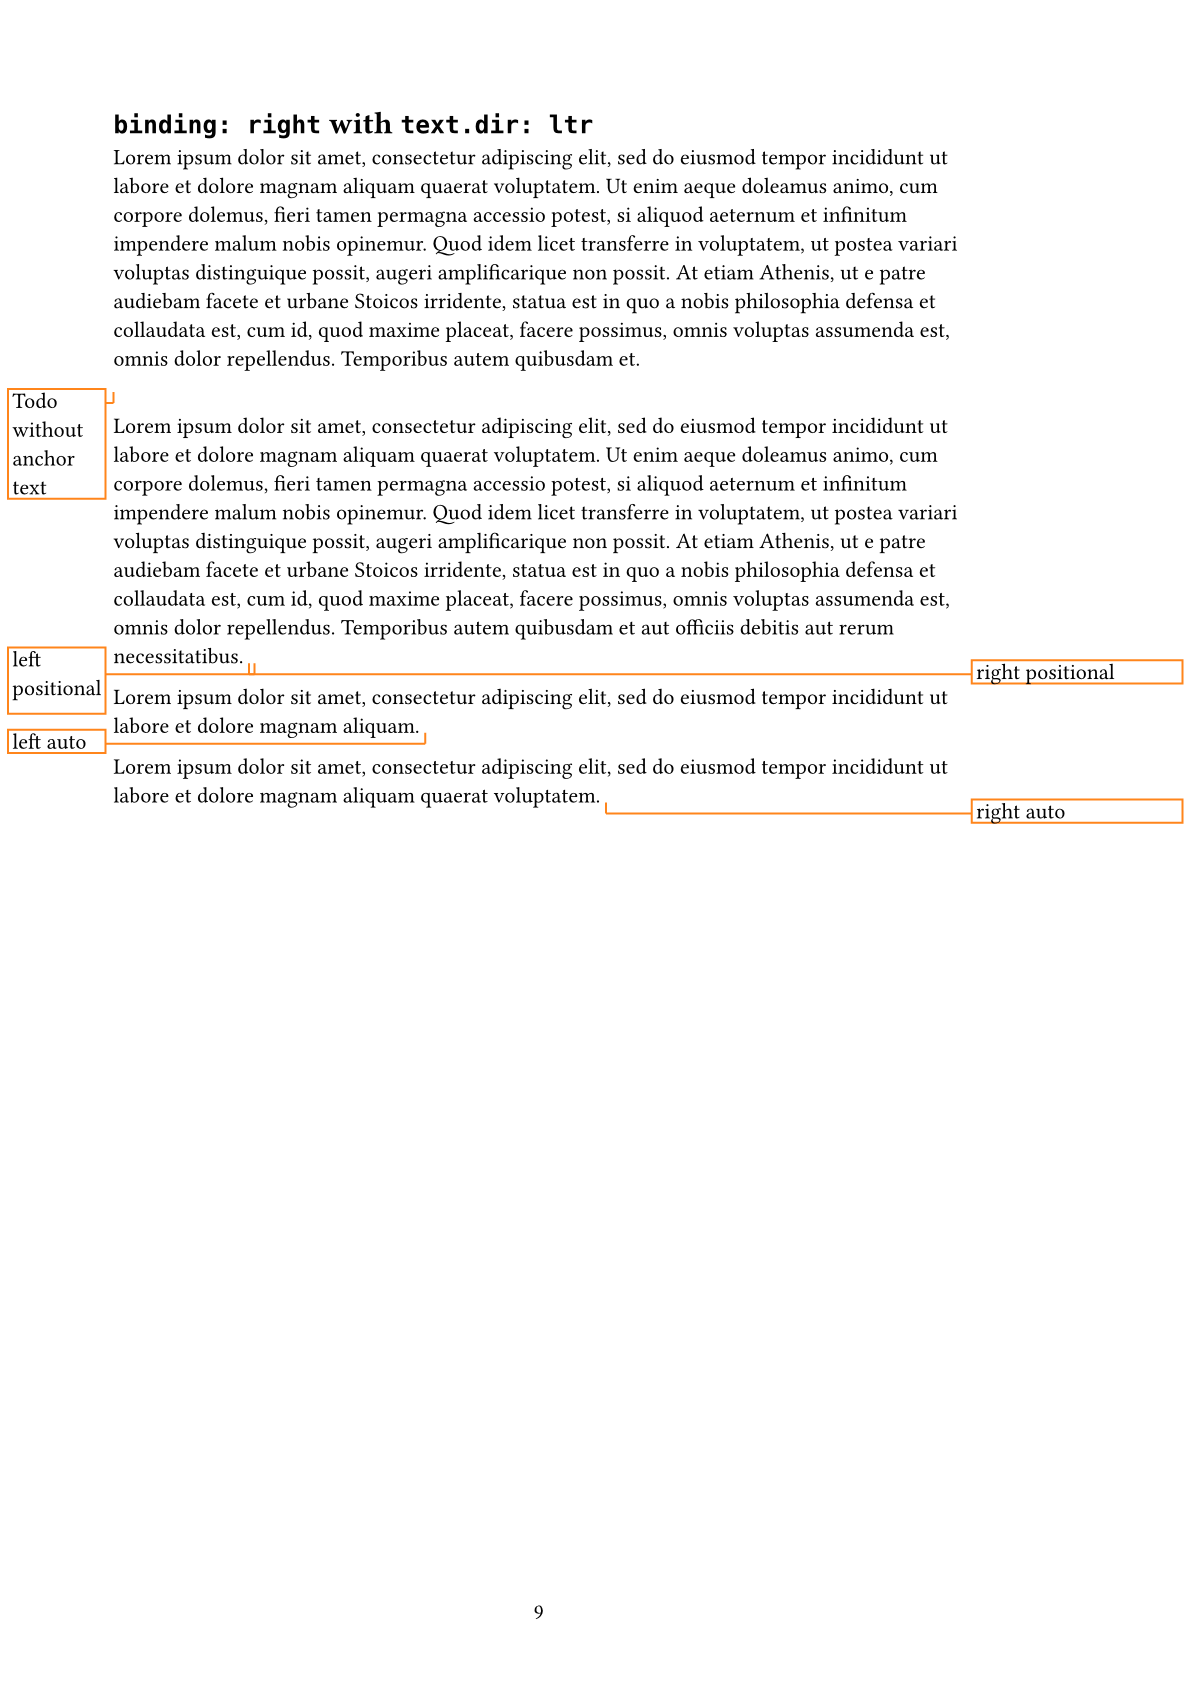 binding: right with text.dir: ltr
Lorem ipsum dolor sit amet, consectetur adipiscing elit, sed do eiusmod tempor incididunt ut
labore et dolore magnam aliquam quaerat voluptatem. Ut enim aeque doleamus animo, cum
corpore dolemus, fieri tamen permagna accessio potest, si aliquod aeternum et infinitum
impendere malum nobis opinemur. Quod idem licet transferre in voluptatem, ut postea variari
voluptas distinguique possit, augeri amplificarique non possit. At etiam Athenis, ut e patre
audiebam facete et urbane Stoicos irridente, statua est in quo a nobis philosophia defensa et
collaudata est, cum id, quod maxime placeat, facere possimus, omnis voluptas assumenda est,
omnis dolor repellendus. Temporibus autem quibusdam et.
Todo
without
anchor
text
Lorem ipsum dolor sit amet, consectetur adipiscing elit, sed do eiusmod tempor incididunt ut
labore et dolore magnam aliquam quaerat voluptatem. Ut enim aeque doleamus animo, cum
corpore dolemus, fieri tamen permagna accessio potest, si aliquod aeternum et infinitum
impendere malum nobis opinemur. Quod idem licet transferre in voluptatem, ut postea variari
voluptas distinguique possit, augeri amplificarique non possit. At etiam Athenis, ut e patre
audiebam facete et urbane Stoicos irridente, statua est in quo a nobis philosophia defensa et
collaudata est, cum id, quod maxime placeat, facere possimus, omnis voluptas assumenda est,
omnis dolor repellendus. Temporibus autem quibusdam et aut officiis debitis aut rerum
necessitatibus.
left
positional
right positional
Lorem ipsum dolor sit amet, consectetur adipiscing elit, sed do eiusmod tempor incididunt ut
labore et dolore magnam aliquam.
left auto
Lorem ipsum dolor sit amet, consectetur adipiscing elit, sed do eiusmod tempor incididunt ut
labore et dolore magnam aliquam quaerat voluptatem.
right auto
9